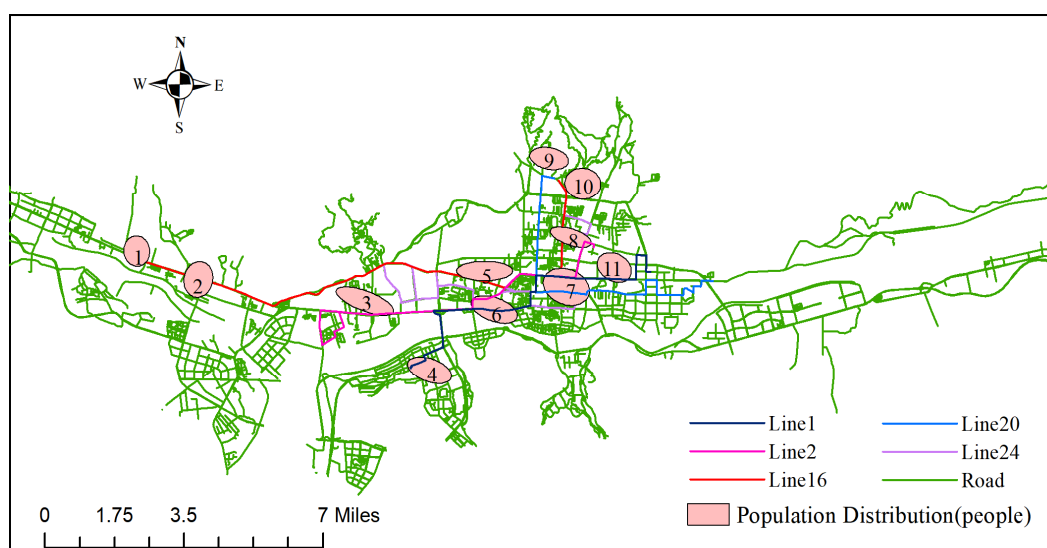 N
W E
S
9
10
8
1
11
5
2
7
3
6
4
Line1 Line20
Line2 Line24
Line16 Road
Population Distribution(people)
0 1.75 3.5 7 Miles